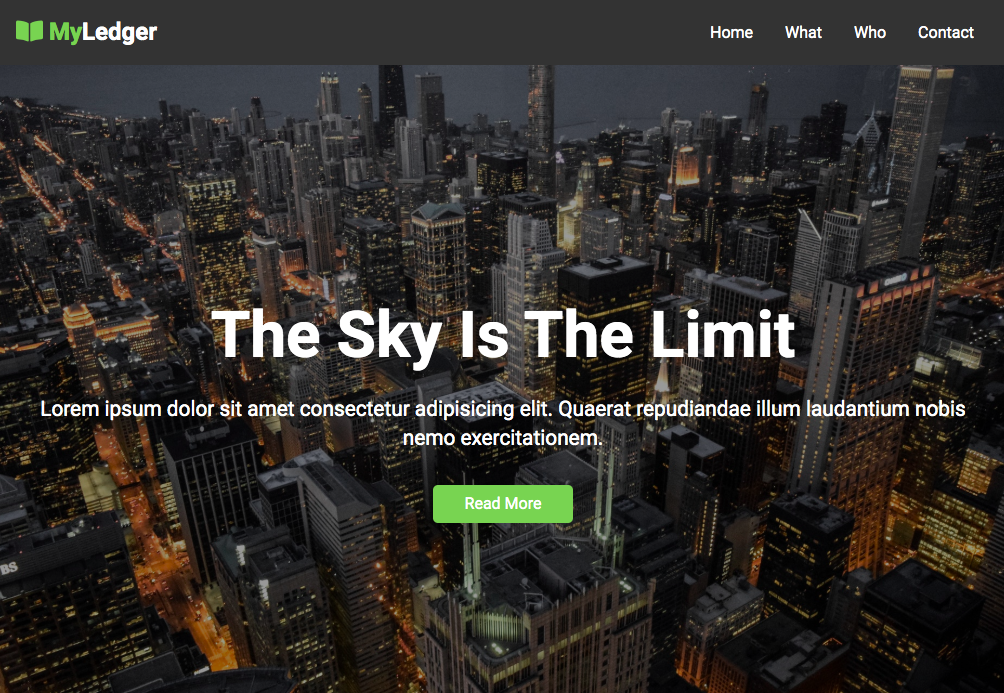 MyLedger
Home What Who Contact
The Sky Is The Limit
Lorem ipsum dolor sit amet consectetur adipisicing elit. Quaerat repudiandae illum laudantium nobis
nemo exercitationem.
Read More
BS